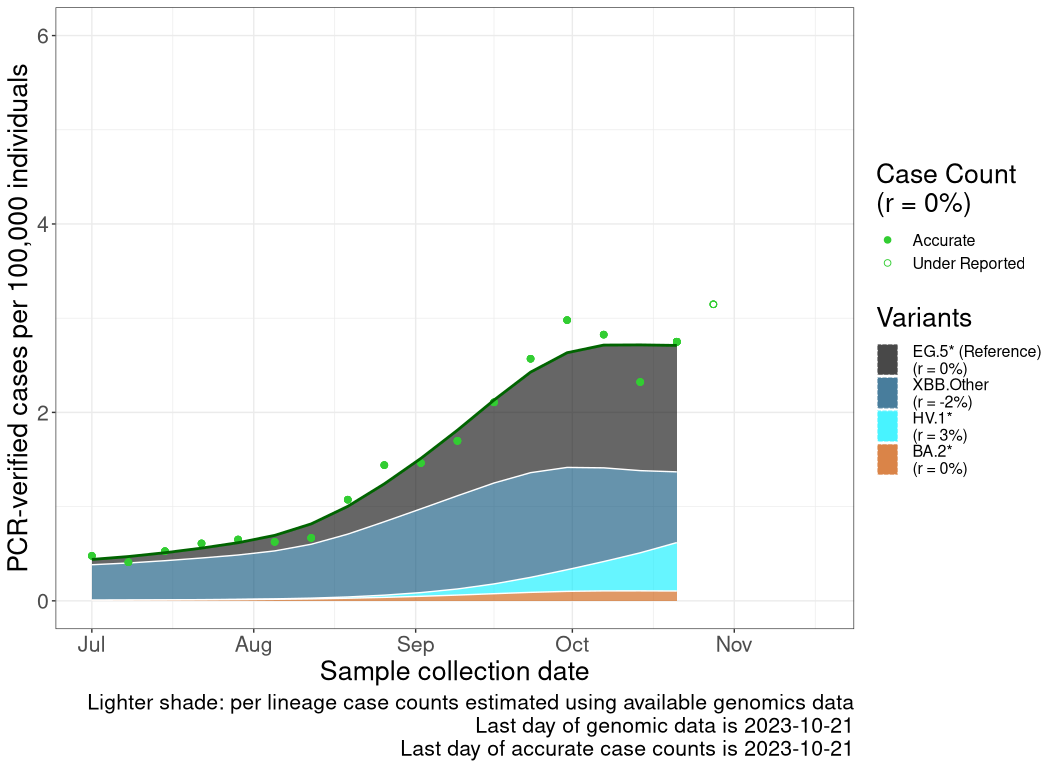 PCR-verified cases per 100,000 individuals
6
4
2
0
Jul Aug Sep Oct Nov
Sample collection date
Case Count
(r = 0%)
Accurate
Under Reported
Variants
EG.5* (Reference)
(r = 0%)
XBB.Other
(r = -2%)
HV.1*
(r = 3%)
BA.2*
(r = 0%)
Lighter shade: per lineage case counts estimated using available genomics data
Last day of genomic data is 2023-10-21
Last day of accurate case counts is 2023-10-21